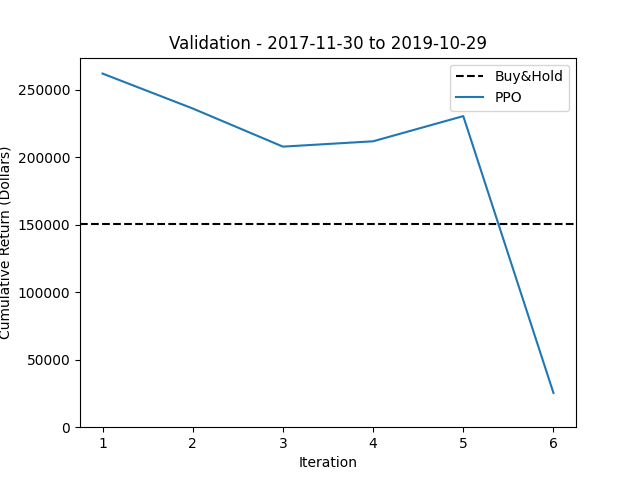 Validation - 2017-11-30 to 2019-10-29
Buy&Hold
PPO
Cumulative Return (Dollars)
250000
200000
150000
100000
50000
0
1 2 3 4 5 6
Iteration